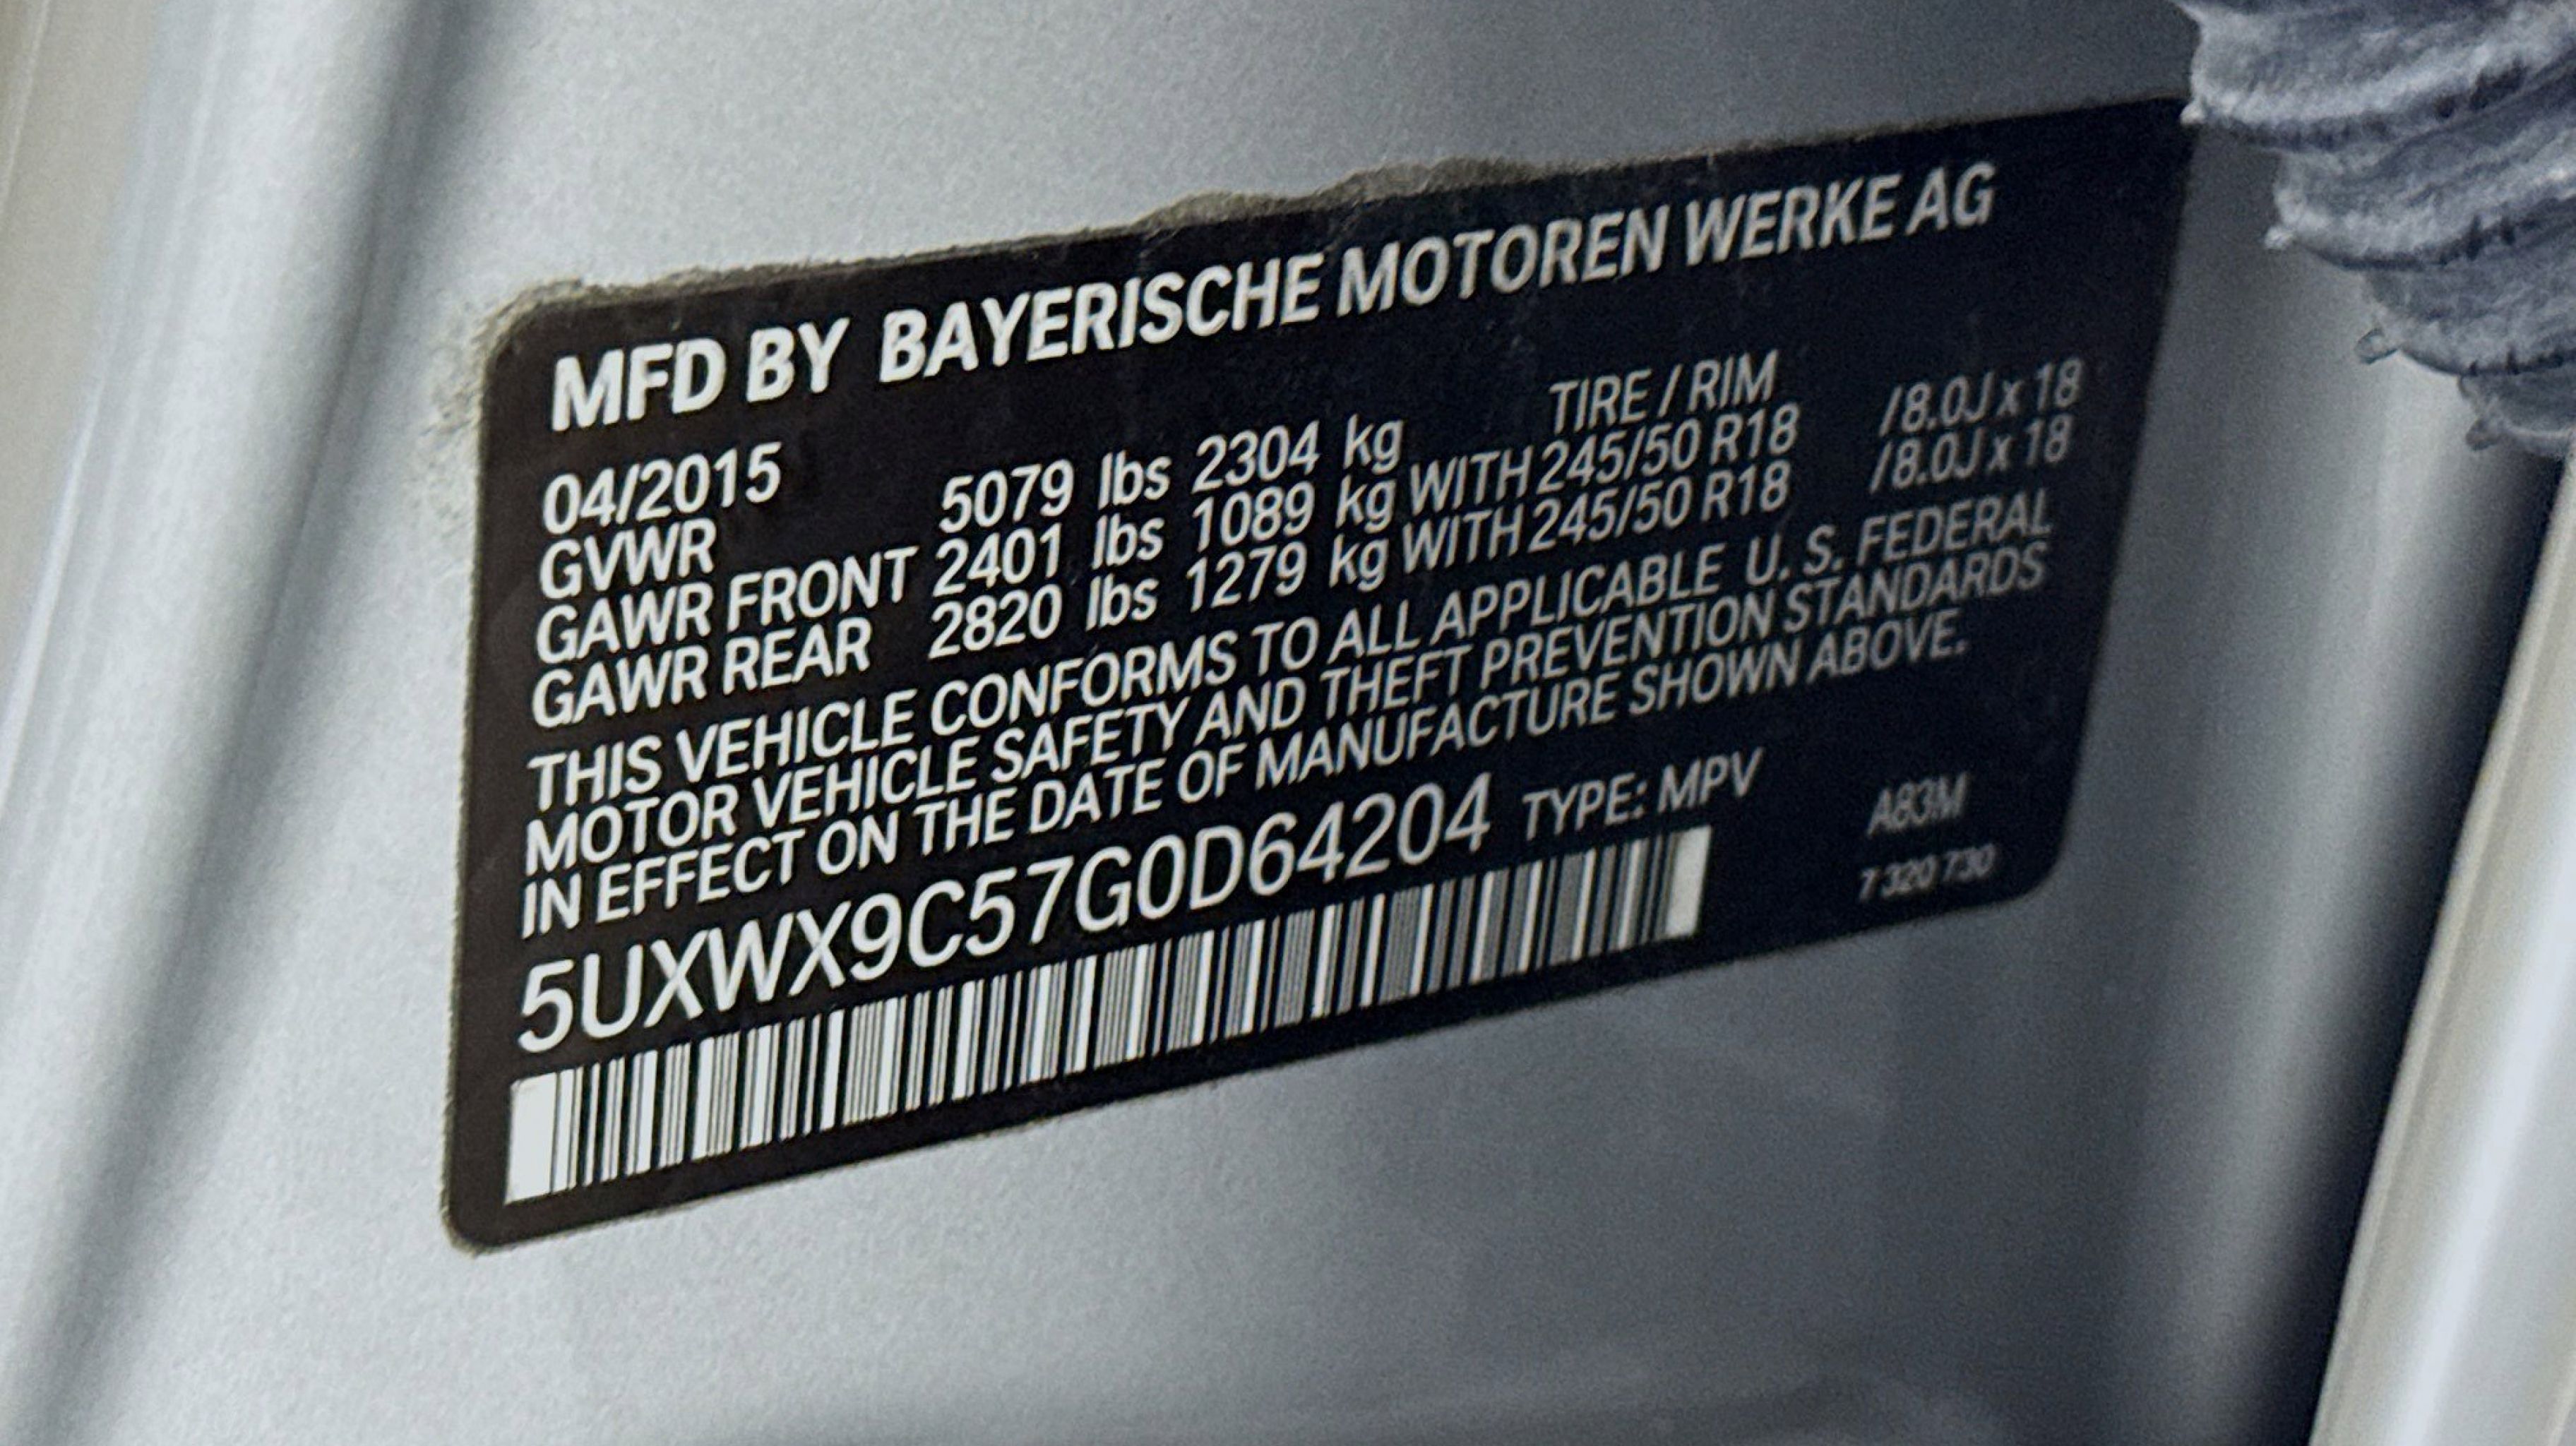 MFD BY BAYERISCHE MOTOREN WERKE AG
04/2015 TIRE / RIM
GVWR 5079 lbs 2304 kg
GAWR FRONT 2401 lbs 1089 kg WITH 245/50 R18 /8.0J x 18
GAWR REAR 2820 lbs 1279 kg WITH 245/50 R18 /8.0J x 18
THIS VEHICLE CONFORMS TO ALL APPLICABLE U. S. FEDERAL
MOTOR VEHICLE SAFETY AND THEFT PREVENTION STANDARDS
IN EFFECT ON THE DATE OF MANUFACTURE SHOWN ABOVE.
5UXWX9C57G0D64204 TYPE: MPV
A83M
7 320 730